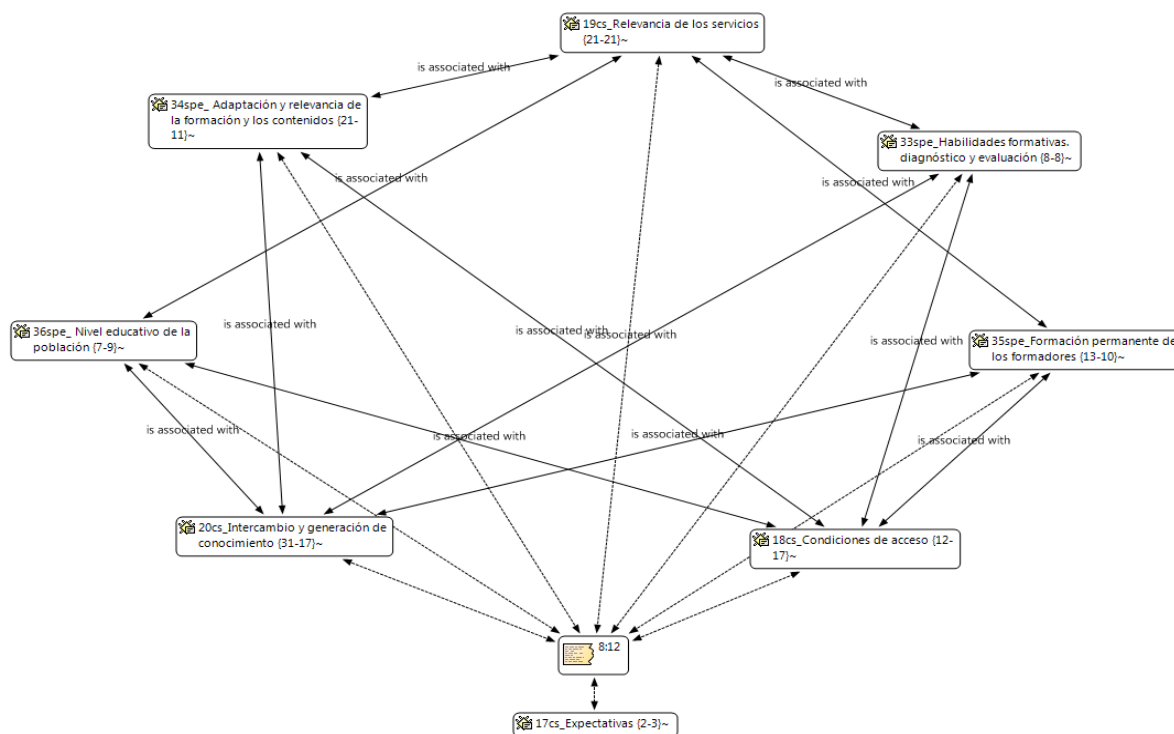 19cs_Relevancia de los servicios
{21-21}~
is associated with
is associated with
34spe_ Adaptación y relevancia de
la formación y los contenidos {21-
11}~
33spe_Habilidades formativas.
diagnóstico y evaluación {8-8}~
is associated with
is associated with
36spe_ Nivel educativo de la
población {7-9}~
is associated with
is associated with
is associated with
is associated with
35spe_Formación permanente de
los formadores {13-10}~
is associated with
is associated with
is associated with
is associated with
20cs_Intercambio y generación de
conocimiento {31-17}~
18cs_Condiciones de acceso {12-
17}~
8:12
17cs_Expectativas {2-3}~